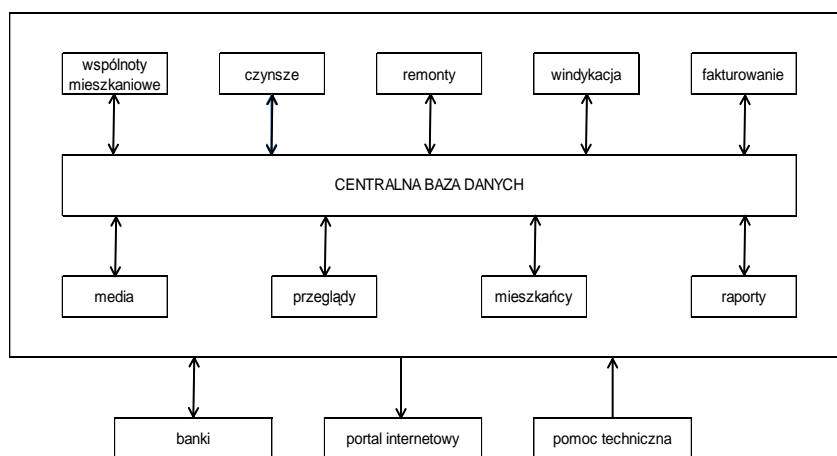 wspólnoty
mieszkaniowe
czynsze
remonty
windykacja
fakturowanie
CENTRALNA BAZA DANYCH
media
przeglądy
mieszkańcy
raporty
banki
portal internetowy
pomoc techniczna